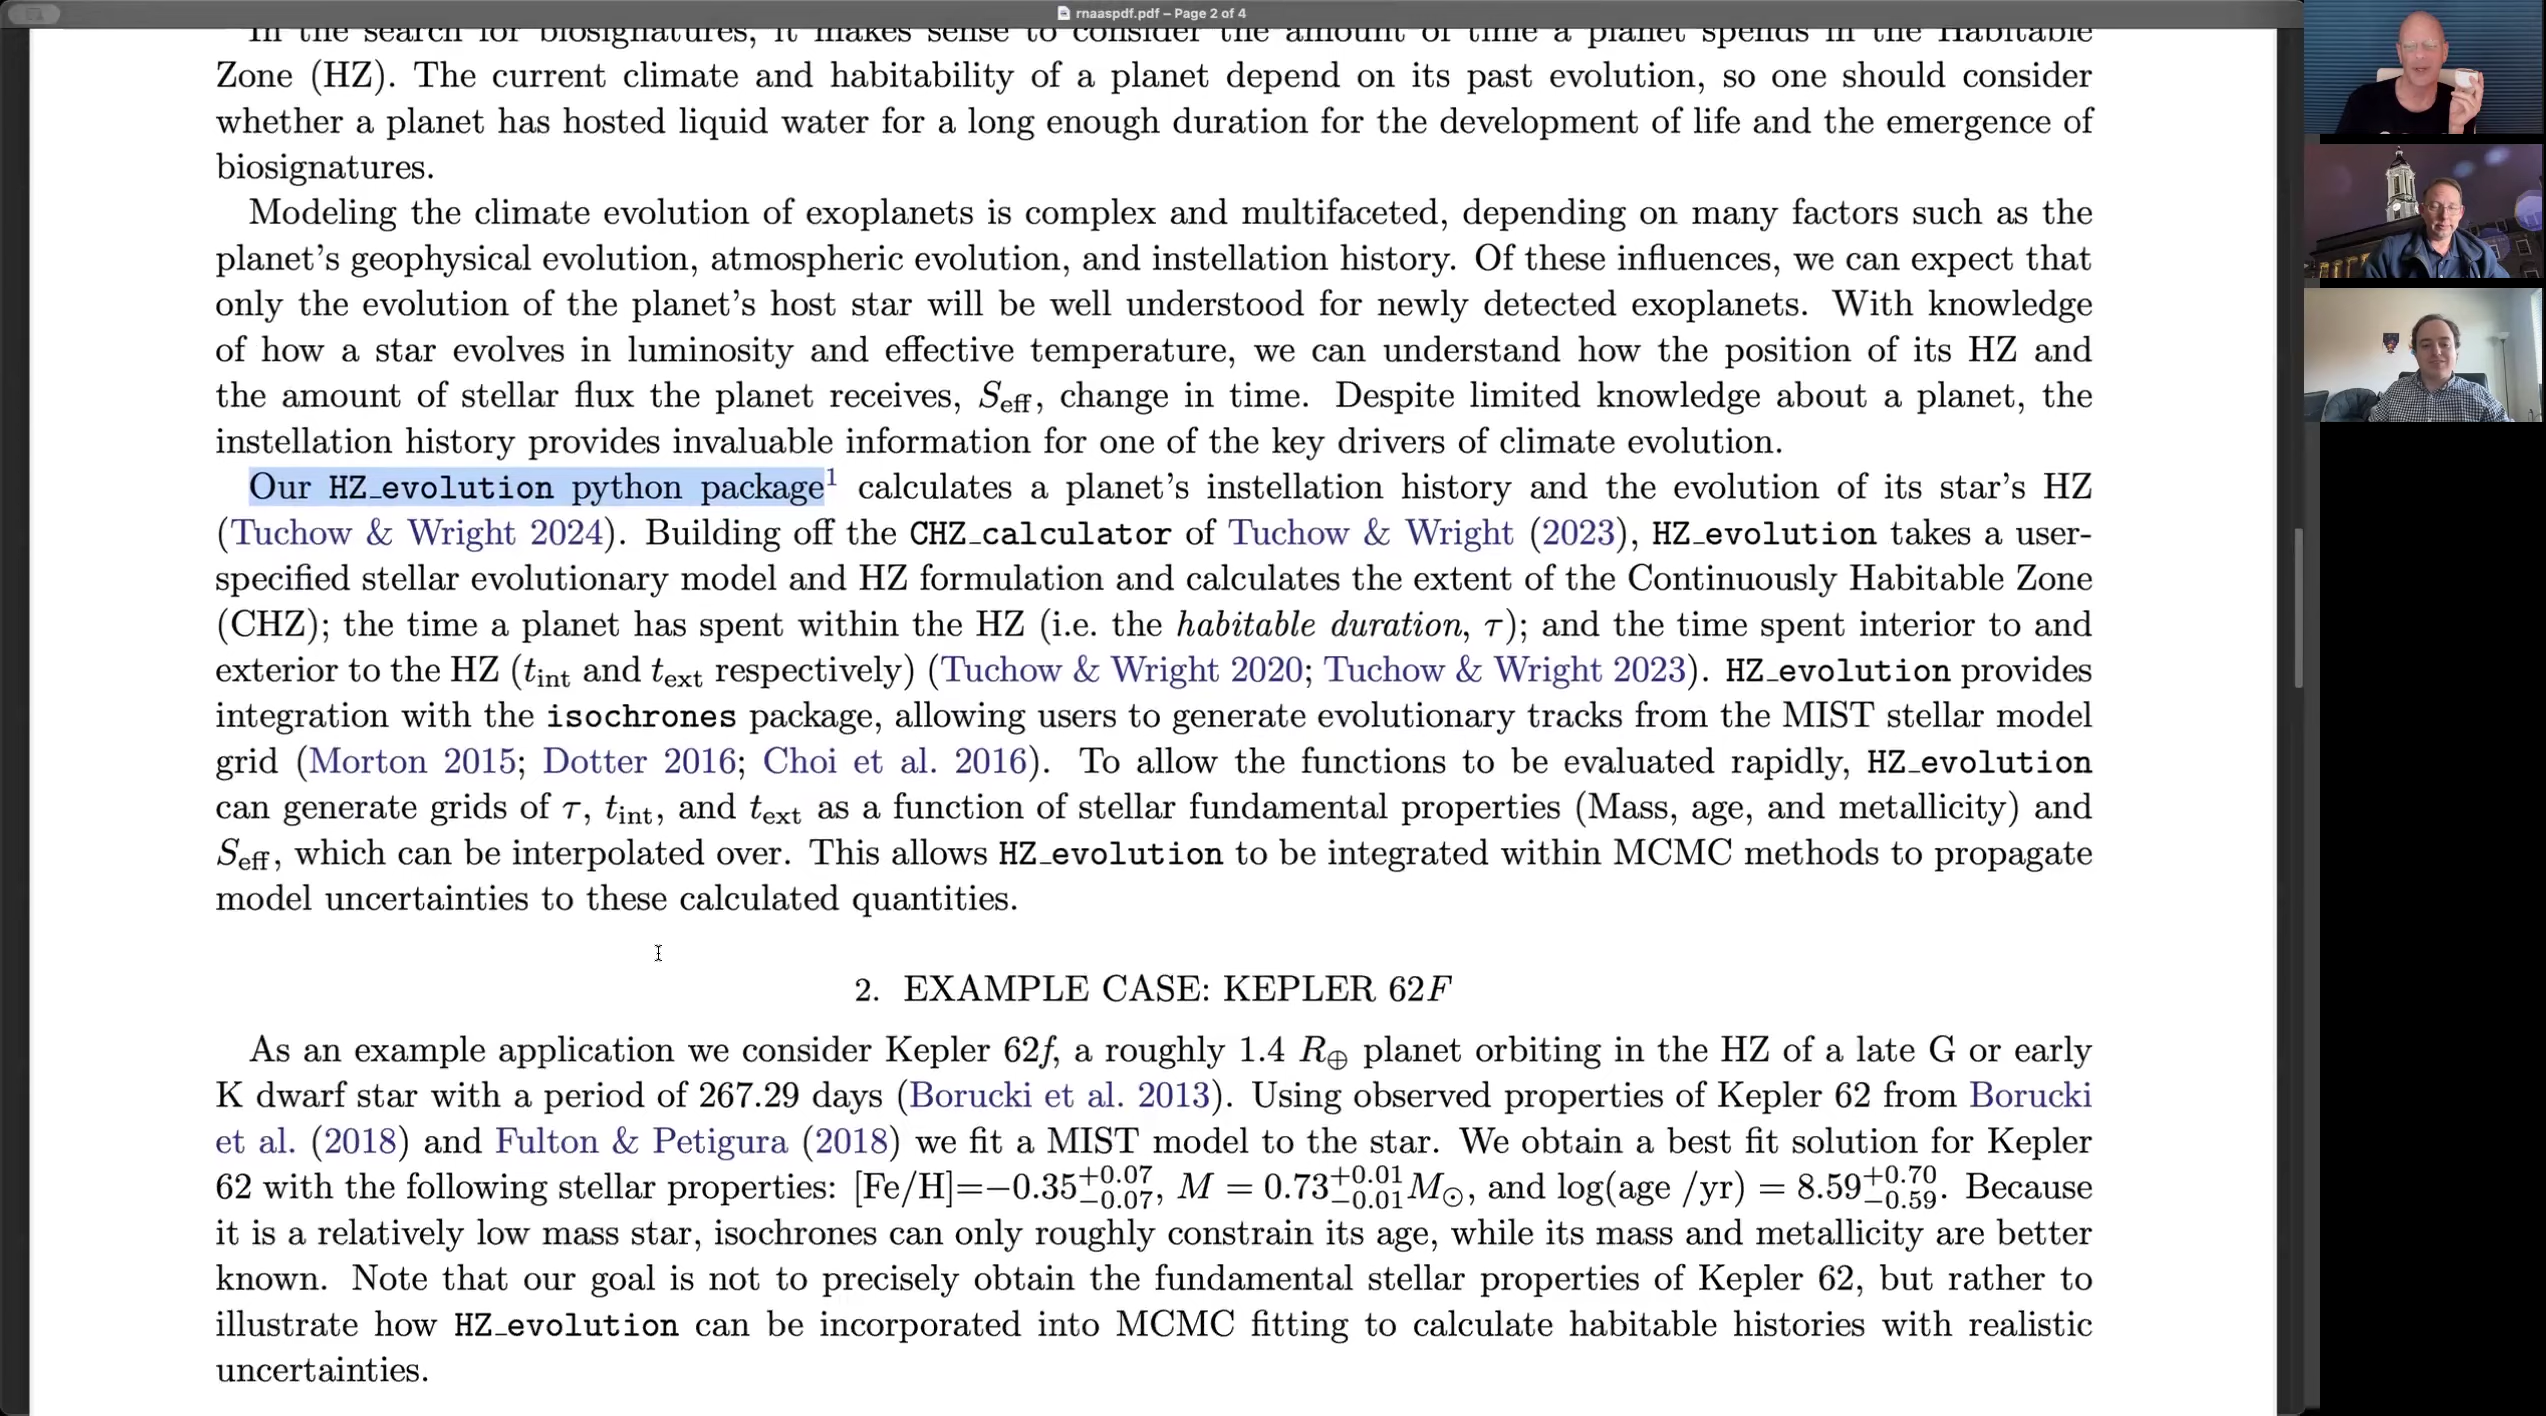 rnaaspdf.pdf – Page 2 of 4
In the search for biosignatures, it makes sense to consider the amount of time a planet spends in the Habitable
Zone (HZ). The current climate and habitability of a planet depend on its past evolution, so one should consider
whether a planet has hosted liquid water for a long enough duration for the development of life and the emergence of
biosignatures.
Modeling the climate evolution of exoplanets is complex and multifaceted, depending on many factors such as the
planet's geophysical evolution, atmospheric evolution, and instellation history. Of these influences, we can expect that
only the evolution of the planet's host star will be well understood for newly detected exoplanets. With knowledge
of how a star evolves in luminosity and effective temperature, we can understand how the position of its HZ and
the amount of stellar flux the planet receives, S_eff, change in time. Despite limited knowledge about a planet, the
instellation history provides invaluable information for one of the key drivers of climate evolution.
Our HZ_evolution python package¹ calculates a planet's instellation history and the evolution of its star's HZ
(Tuchow & Wright 2024). Building off the CHZ_calculator of Tuchow & Wright (2023), HZ_evolution takes a user-
specified stellar evolutionary model and HZ formulation and calculates the extent of the Continuously Habitable Zone
(CHZ); the time a planet has spent within the HZ (i.e. the habitable duration, τ); and the time spent interior to and
exterior to the HZ (t_int and t_ext respectively) (Tuchow & Wright 2020; Tuchow & Wright 2023). HZ_evolution provides
integration with the isochrones package, allowing users to generate evolutionary tracks from the MIST stellar model
grid (Morton 2015; Dotter 2016; Choi et al. 2016). To allow the functions to be evaluated rapidly, HZ_evolution
can generate grids of τ, t_int, and t_ext as a function of stellar fundamental properties (Mass, age, and metallicity) and
S_eff, which can be interpolated over. This allows HZ_evolution to be integrated within MCMC methods to propagate
model uncertainties to these calculated quantities.
2. EXAMPLE CASE: KEPLER 62F
As an example application we consider Kepler 62f, a roughly 1.4 R_⊕ planet orbiting in the HZ of a late G or early
K dwarf star with a period of 267.29 days (Borucki et al. 2013). Using observed properties of Kepler 62 from Borucki
et al. (2018) and Fulton & Petigura (2018) we fit a MIST model to the star. We obtain a best fit solution for Kepler
62 with the following stellar properties: [Fe/H]=−0.35^{+0.07}_{−0.07}, M = 0.73^{+0.01}_{−0.01}M_⊙, and log(age /yr) = 8.59^{+0.70}_{−0.59}. Because
it is a relatively low mass star, isochrones can only roughly constrain its age, while its mass and metallicity are better
known. Note that our goal is not to precisely obtain the fundamental stellar properties of Kepler 62, but rather to
illustrate how HZ_evolution can be incorporated into MCMC fitting to calculate habitable histories with realistic
uncertainties.